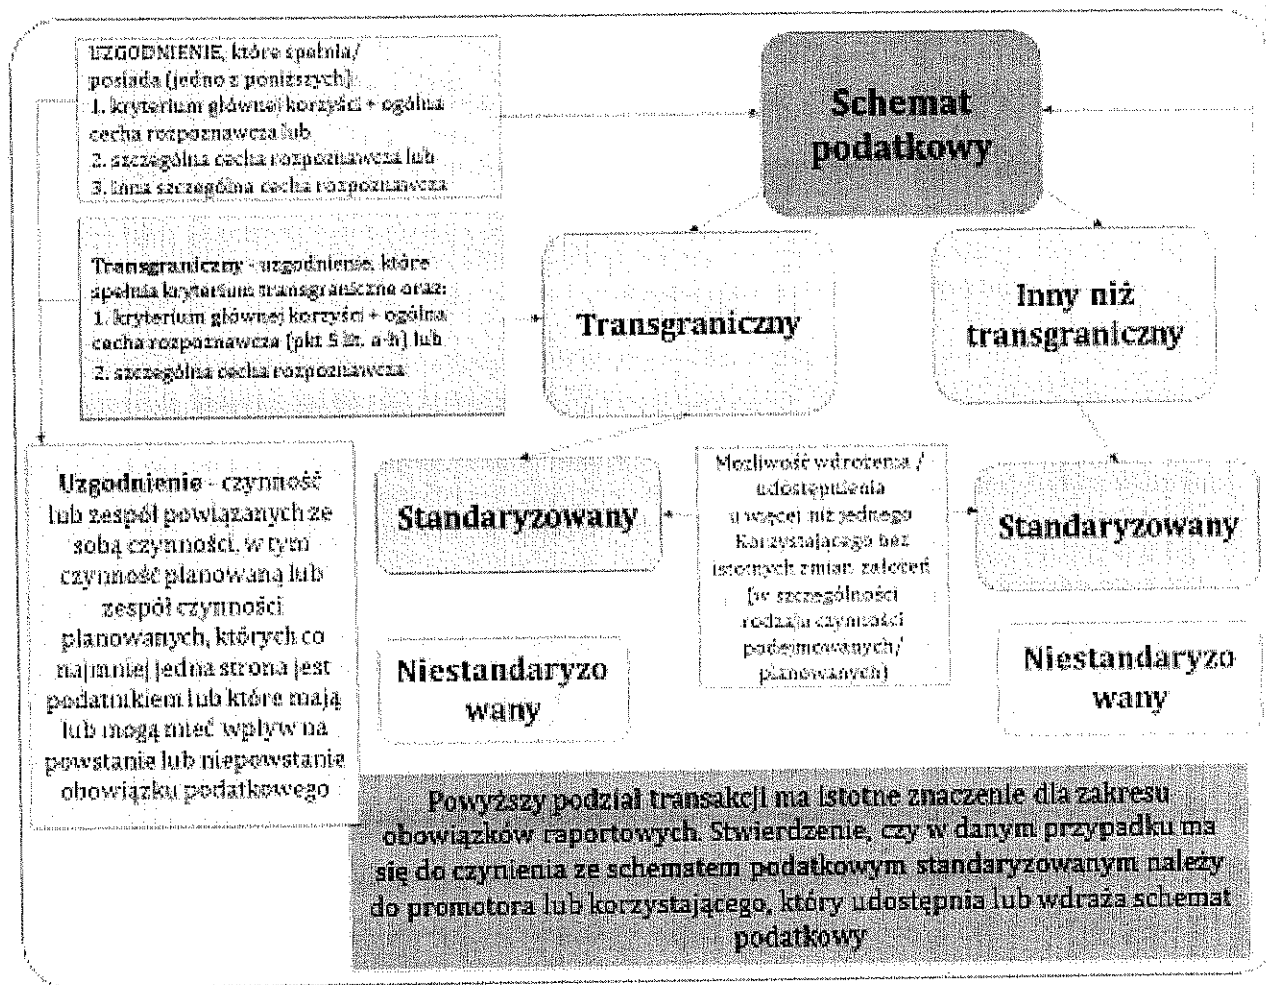 UZGODNIENIE, które spełnia/
posiada (jedno z poniższych)
1. kryterium głównej korzyści + ogólna
cecha rozpoznawcza lub
2. szczególna cecha rozpoznawcza lub
3. inna szczególna cecha rozpoznawcza
Schemat
podatkowy
Transgraniczny - uzgodnienie, które
spełnia kryterium transgraniczne oraz:
1. kryterium głównej korzyści + ogólna
cecha rozpoznawcza (pkt 5 lit. a-h) lub
2. szczególna cecha rozpoznawcza
Transgraniczny
Inny niż
transgraniczny
Uzgodnienie - czynność
lub zespół powiązanych ze
sobą czynności, w tym
czynność planowaną lub
zespół czynności
planowanych, których co
najmniej jedna strona jest
podatnikiem lub które mają
lub mogą mieć wpływ na
powstanie lub niepowstanie
obowiązku podatkowego
Standaryzowany
Możliwość wdrożenia /
udostępnienia
u więcej niż jednego
Korzystającego bez
istotnych zmian założeń
(w szczególności
rodzaju czynności
podejmowanych/
planowanych)
Standaryzowany
Niestandaryzo
wany
Niestandaryzo
wany
Powyższy podział transakcji ma istotne znaczenie dla zakresu
obowiązków raportowych. Stwierdzenie, czy w danym przypadku ma
się do czynienia ze schematem podatkowym standaryzowanym należy
do promotora lub korzystającego, który udostępnia lub wdraża schemat
podatkowy